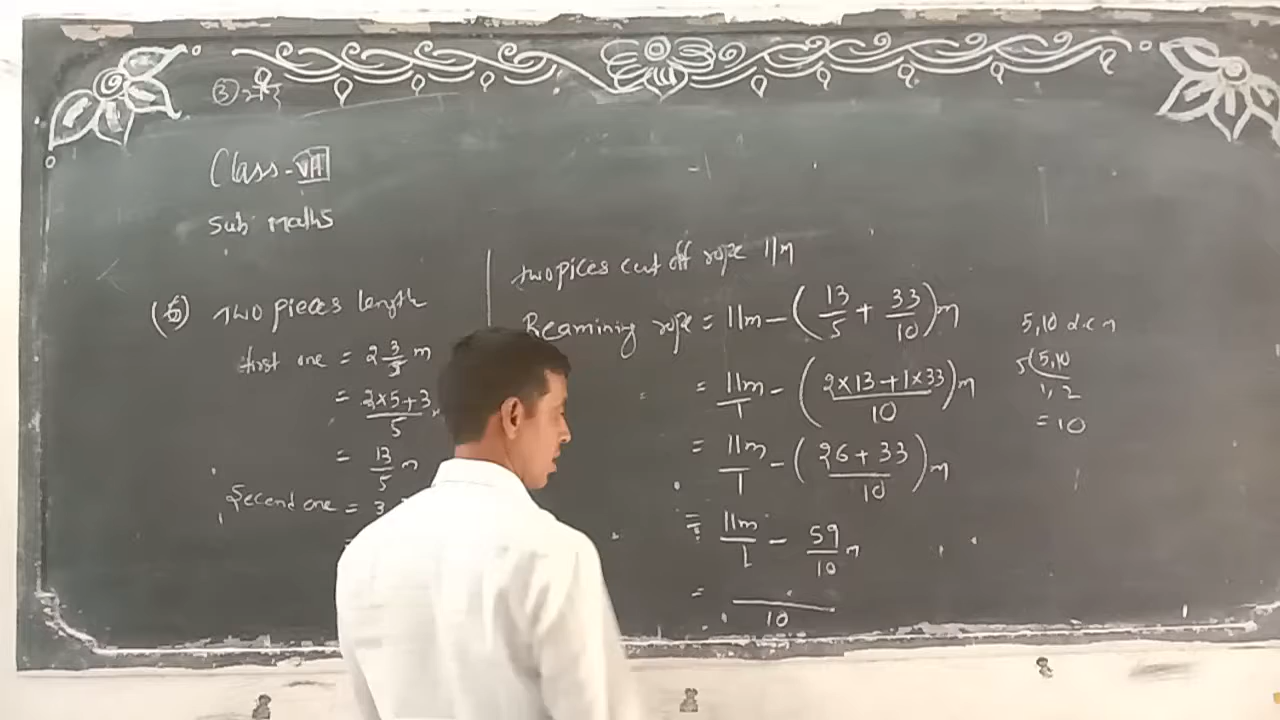 Class - VII
Sub Maths
(5) Two pieces length
first one = 2 3/5 m
= 2×5+3/5
= 13/5 m
Second one = 3
two pices cut off rope 11m
Reamining rope = 11m - (13/5 + 33/10)m
= 11m/1 - (2×13+1×33/10)m
= 11m/1 - (26+33/10)m
= 11m/1 - 59/10 m
= /10
5,10 L C M
5(5,10
1, 2
= 10